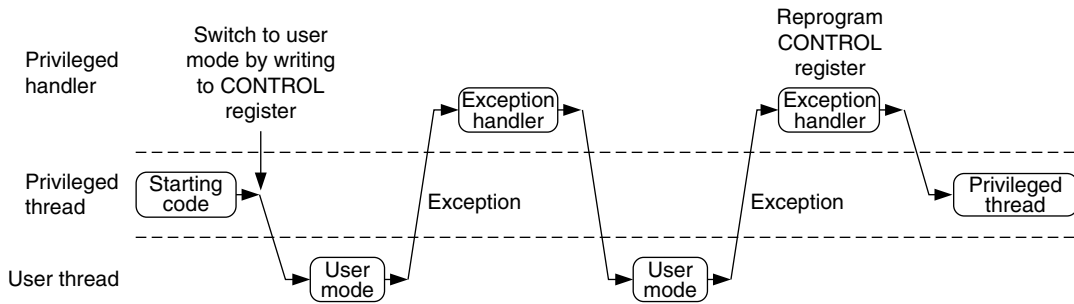 Privileged
handler
Switch to user
mode by writing
to CONTROL
register
Exception
handler
Reprogram
CONTROL
register
Exception
handler
Privileged
thread
Starting
code
Exception
Exception
Privileged
thread
User thread
User
mode
User
mode